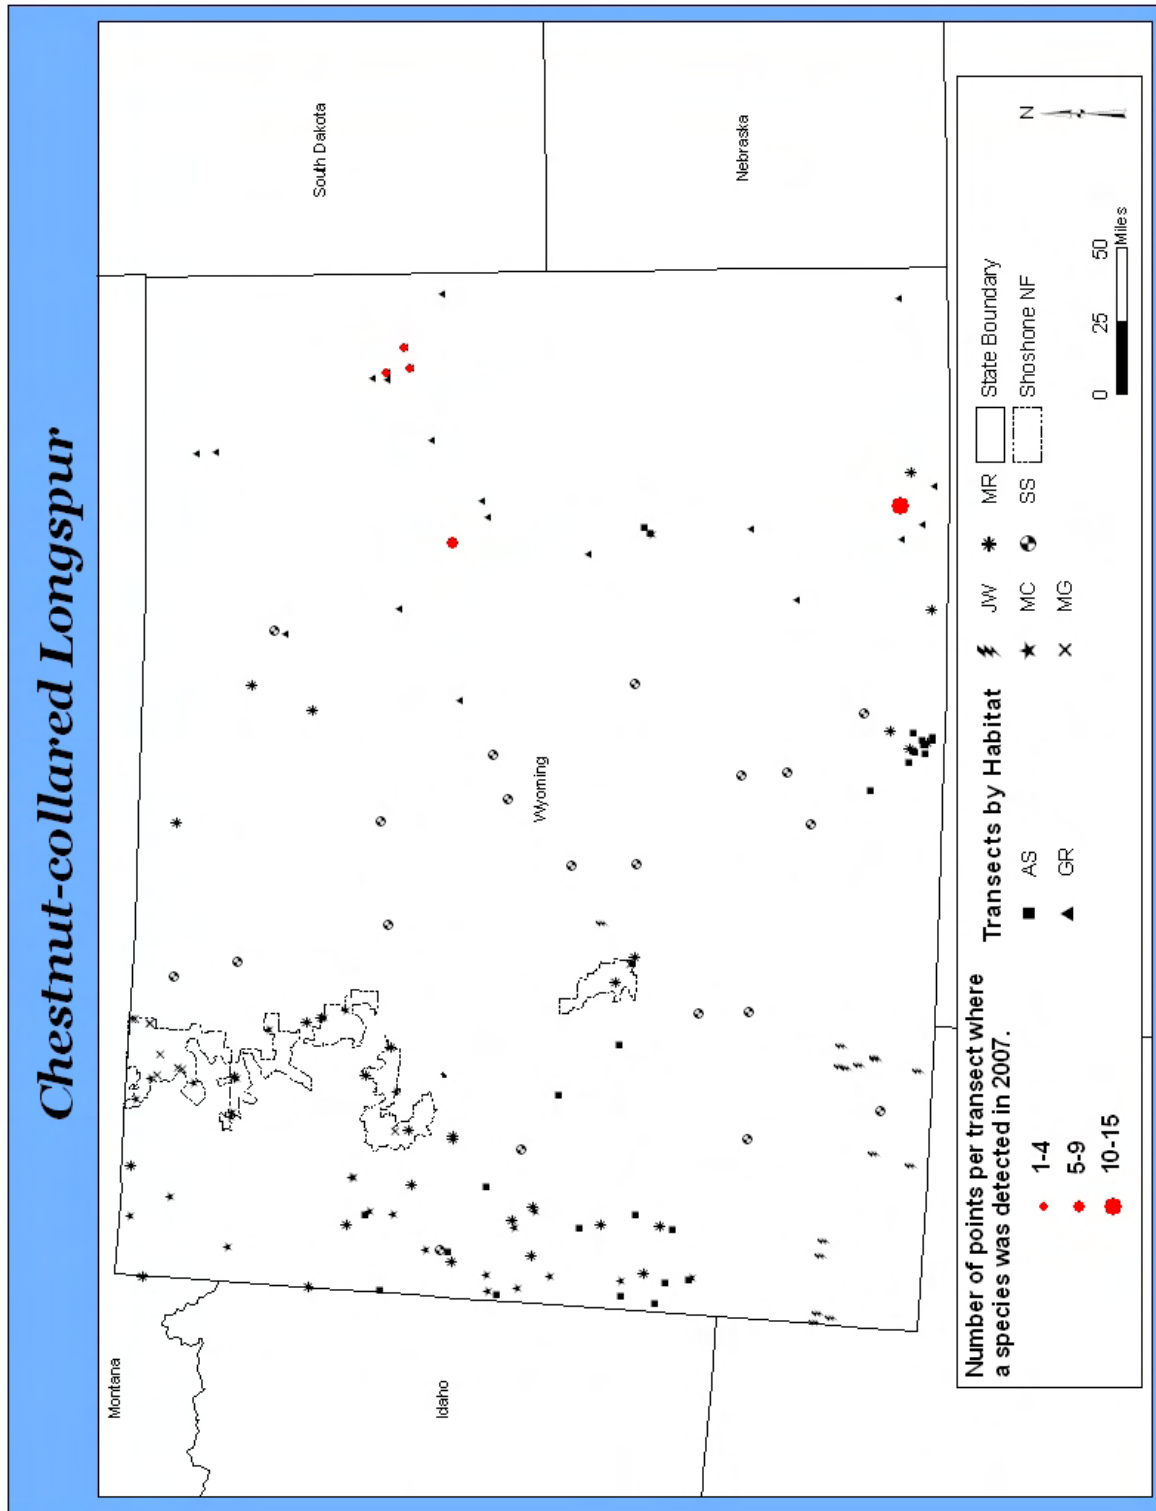 Chestnut-collared Longspur
Montana
South Dakota
Idaho
Wyoming
Nebraska
Number of points per transect where
a species was detected in 2007.
1-4
5-9
10-15
Transects by Habitat
AS
GR
JW
MC
MG
MR
SS
State Boundary
Shoshone NF
N
0 25 50
Miles